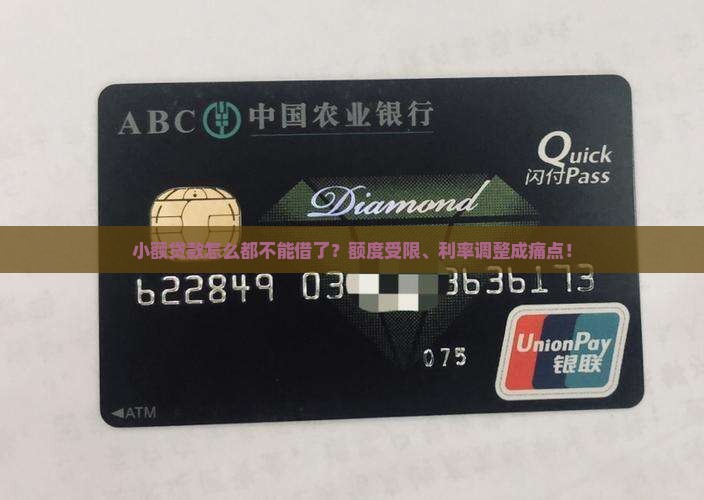 ABC 中国农业银行
Quick
闪付Pass
Diamond
小额贷款怎么都不能借了？额度受限、利率调整成痛点！
622849 03 3636173
075
UnionPay
银联
◀ATM